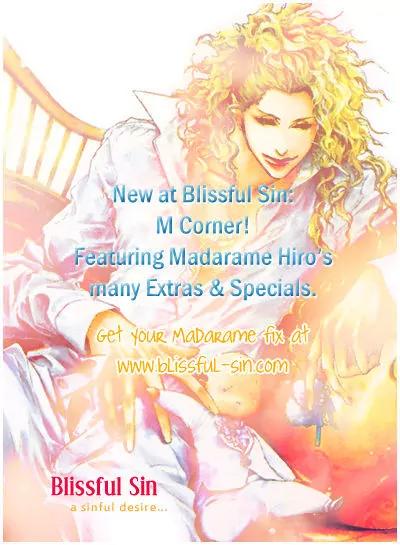 New at Blissful Sin:
M Corner!
Featuring Madarame Hiro's
many Extras & Specials.
Get your Madarame fix at
www.blissful-sin.com
Blissful Sin
a sinful desire...